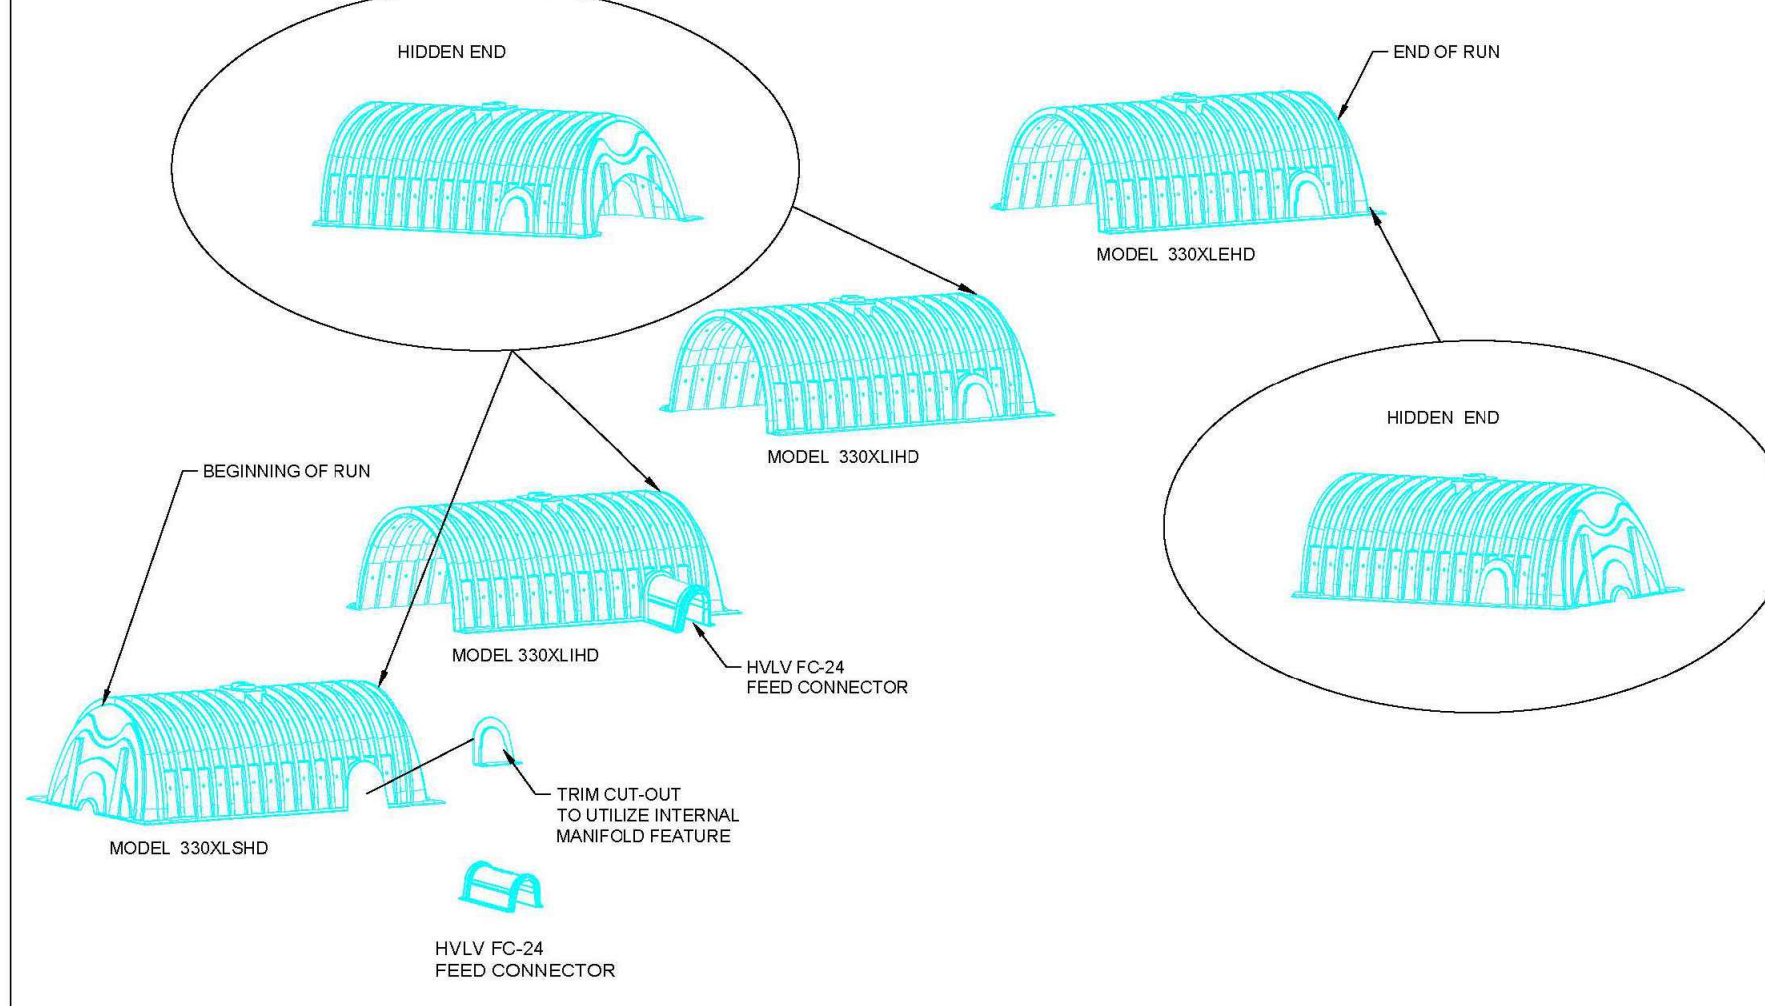 HIDDEN END
END OF RUN
MODEL 330XLEHD
HIDDEN END
MODEL 330XLIHD
BEGINNING OF RUN
MODEL 330XLIHD
HVLV FC-24
FEED CONNECTOR
TRIM CUT-OUT
TO UTILIZE INTERNAL
MANIFOLD FEATURE
MODEL 330XLSHD
HVLV FC-24
FEED CONNECTOR